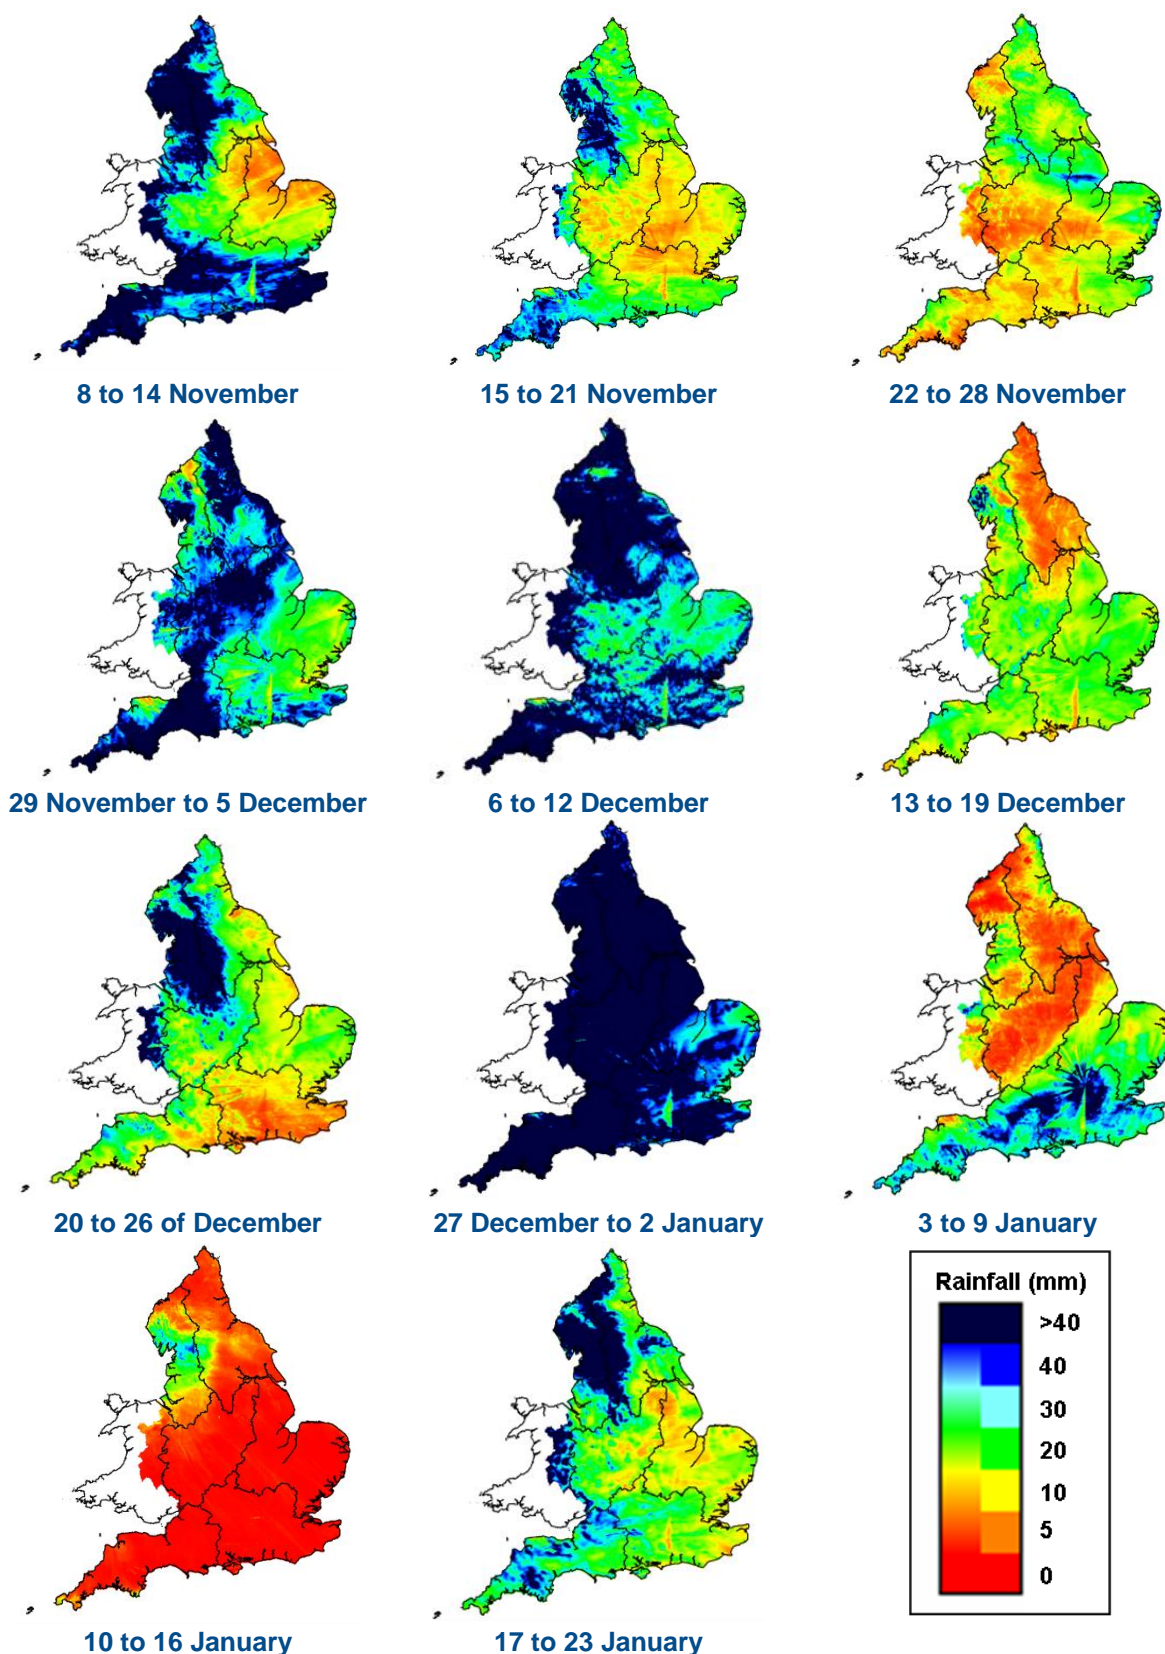 8 to 14 November
15 to 21 November
22 to 28 November
29 November to 5 December
6 to 12 December
13 to 19 December
20 to 26 of December
27 December to 2 January
3 to 9 January
10 to 16 January
17 to 23 January
Rainfall (mm)
>40
40
30
20
10
5
0